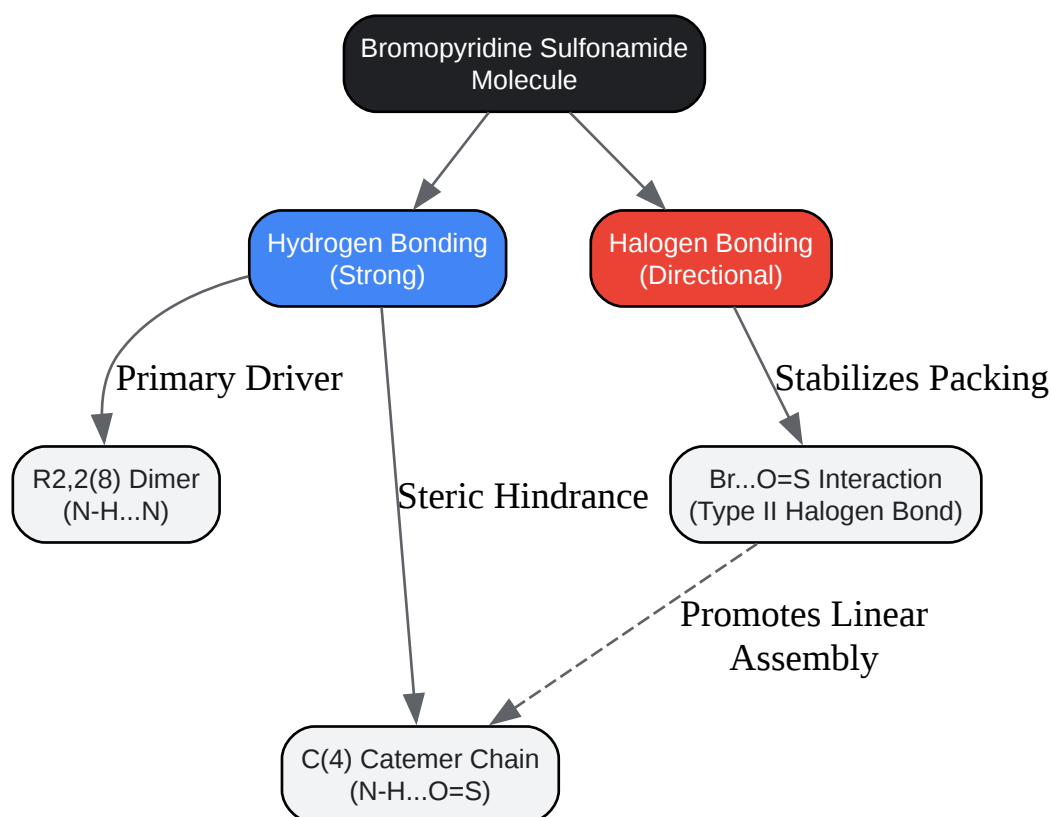 Bromopyridine Sulfonamide
Molecule
Hydrogen Bonding
(Strong)
Halogen Bonding
(Directional)
Primary Driver
Stabilizes Packing
R2,2(8) Dimer
(N-H...N)
Steric Hindrance
Br...O=S Interaction
(Type II Halogen Bond)
Promotes Linear
Assembly
C(4) Catemer Chain
(N-H...O=S)